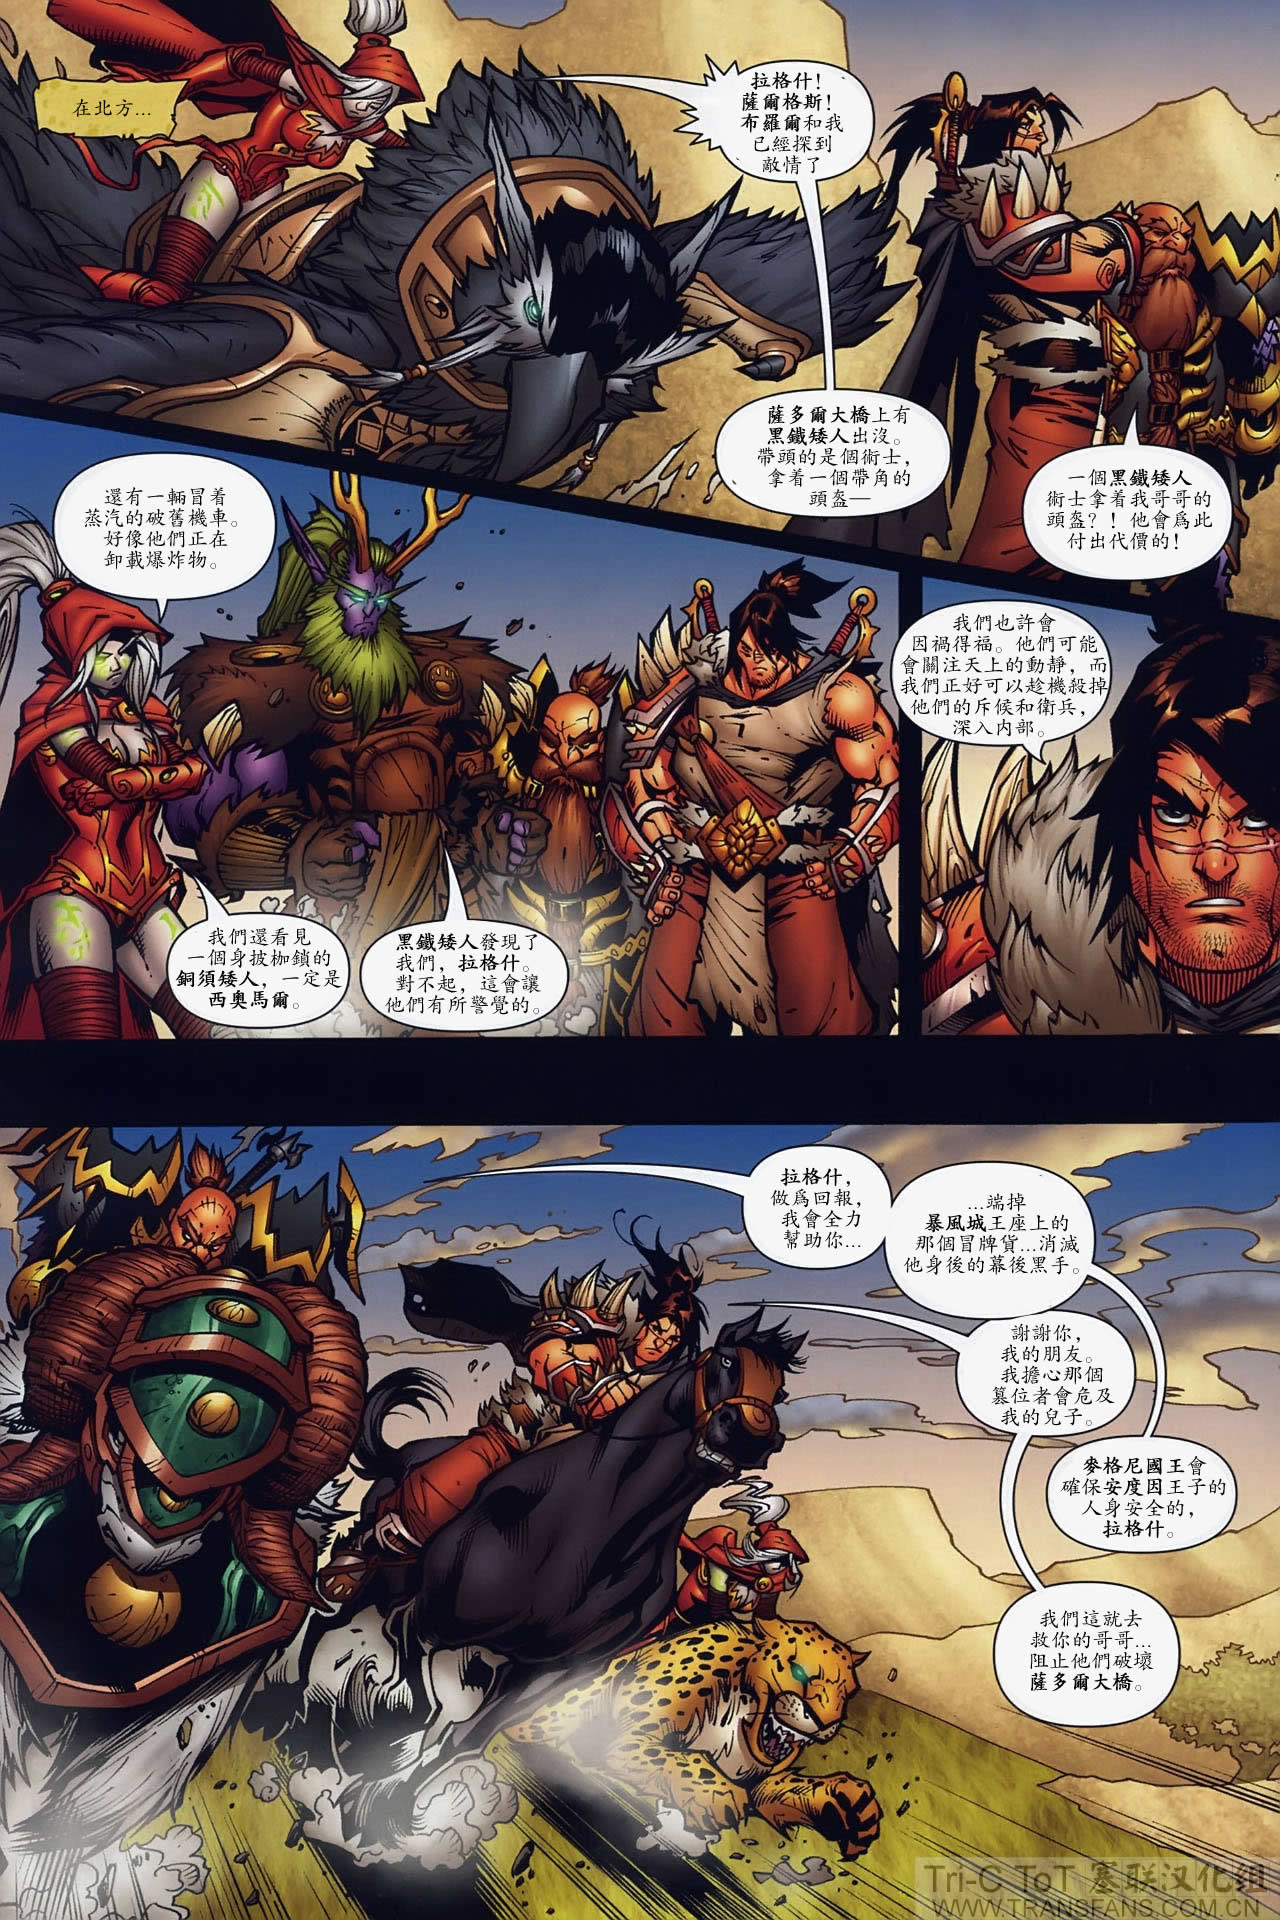 在北方...
拉格什！
薩爾格斯！
布羅爾和我
已經探到
敵情了
薩多爾大橋上有
黑鐵矮人出沒。
帶頭的是個術士，
拿着一個帶角的
頭盔—
一個黑鐵矮人
術士拿着我哥哥的
頭盔？！他會爲此
付出代價的！
還有一輛冒着
蒸汽的破舊機車。
好像他們正在
卸載爆炸物。
我們還看見
一個身披枷鎖的
銅須矮人，一定是
西奧馬爾。
黑鐵矮人發現了
我們，拉格什。
對不起，這會讓
他們有所警覺的。
我們也許會
因禍得福。他們可能
會關注天上的動靜，而
我們正好可以趁機殺掉
他們的斥候和衛兵，
深入内部。
拉格什，
做爲回報，
我會全力
幫助你...
...端掉
暴風城王座上的
那個冒牌貨...消滅
他身後的幕後黑手。
謝謝你，
我的朋友。
我擔心那個
篡位者會危及
我的兒子。
麥格尼國王會
確保安度因王子的
人身安全的，
拉格什。
我們這就去
救你的哥哥...
阻止他們破壞
薩多爾大橋。
Tri-C ToT 塞联汉化组
WWW.TRANSFANS.COM.CN